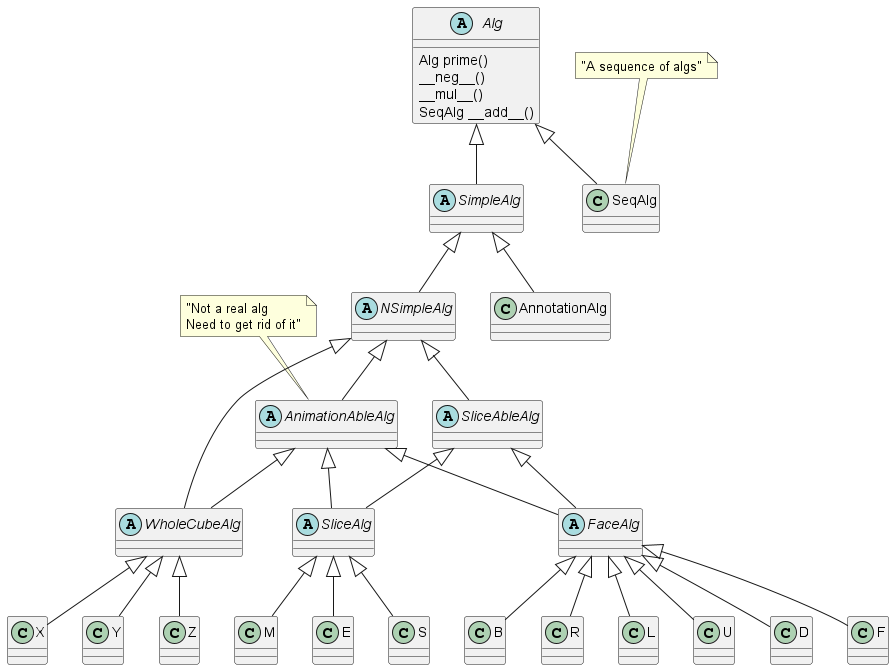 A Alg
Alg prime()
__neg__()
__mul__()
SeqAlg __add__()
"A sequence of algs"
A SimpleAlg
C SeqAlg
"Not a real alg
Need to get rid of it"
A NSimpleAlg
C AnnotationAlg
A AnimationAbleAlg
A SliceAbleAlg
A WholeCubeAlg
A SliceAlg
A FaceAlg
C X
C Y
C Z
C M
C E
C S
C B
C R
C L
C U
C D
C F